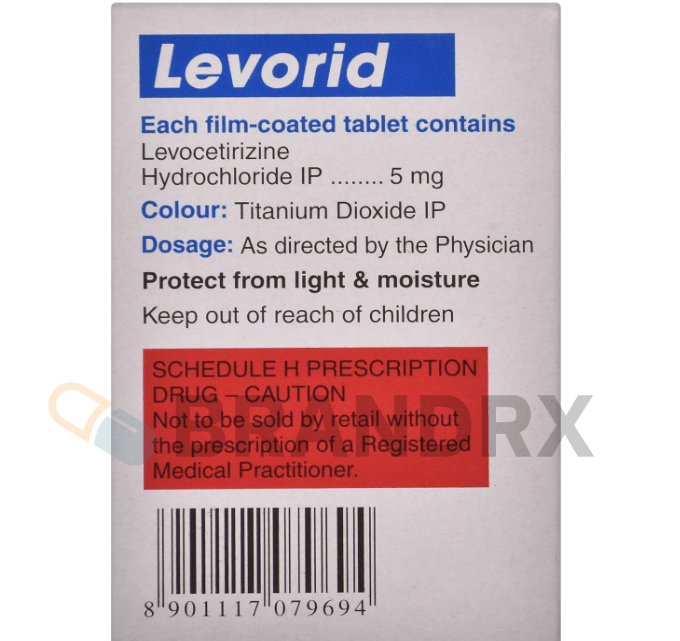 Levorid
Each film-coated tablet contains
Levocetirizine
Hydrochloride IP ........ 5 mg
Colour: Titanium Dioxide IP
Dosage: As directed by the Physician
Protect from light & moisture
Keep out of reach of children
SCHEDULE H PRESCRIPTION
DRUG – CAUTION
Not to be sold by retail without
the prescription of a Registered
Medical Practitioner.
BRANDRX
8 901117 079694